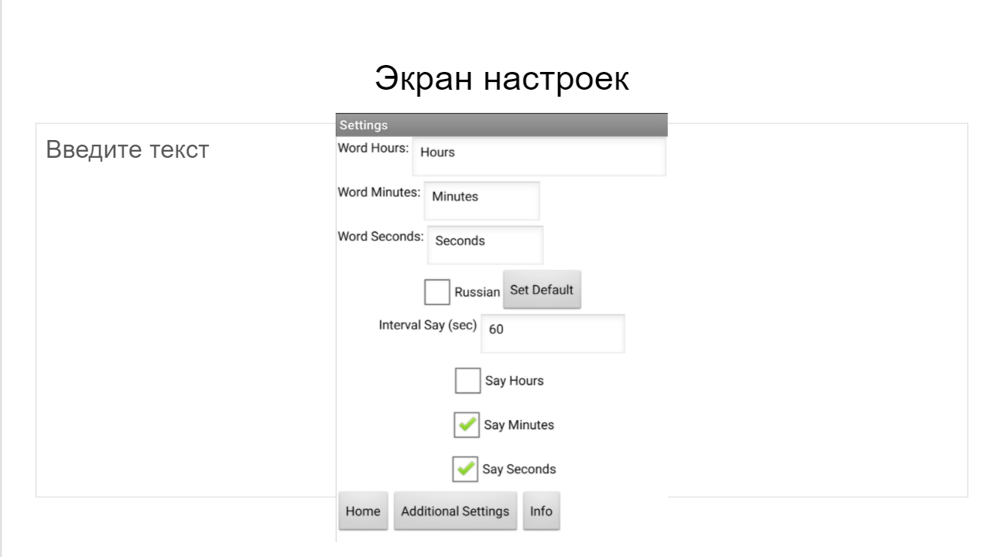 Экран настроек
Введите текст
Settings
Word Hours: Hours
Word Minutes: Minutes
Word Seconds: Seconds
Russian Set Default
Interval Say (sec) 60
Say Hours
Say Minutes
Say Seconds
Home Additional Settings Info